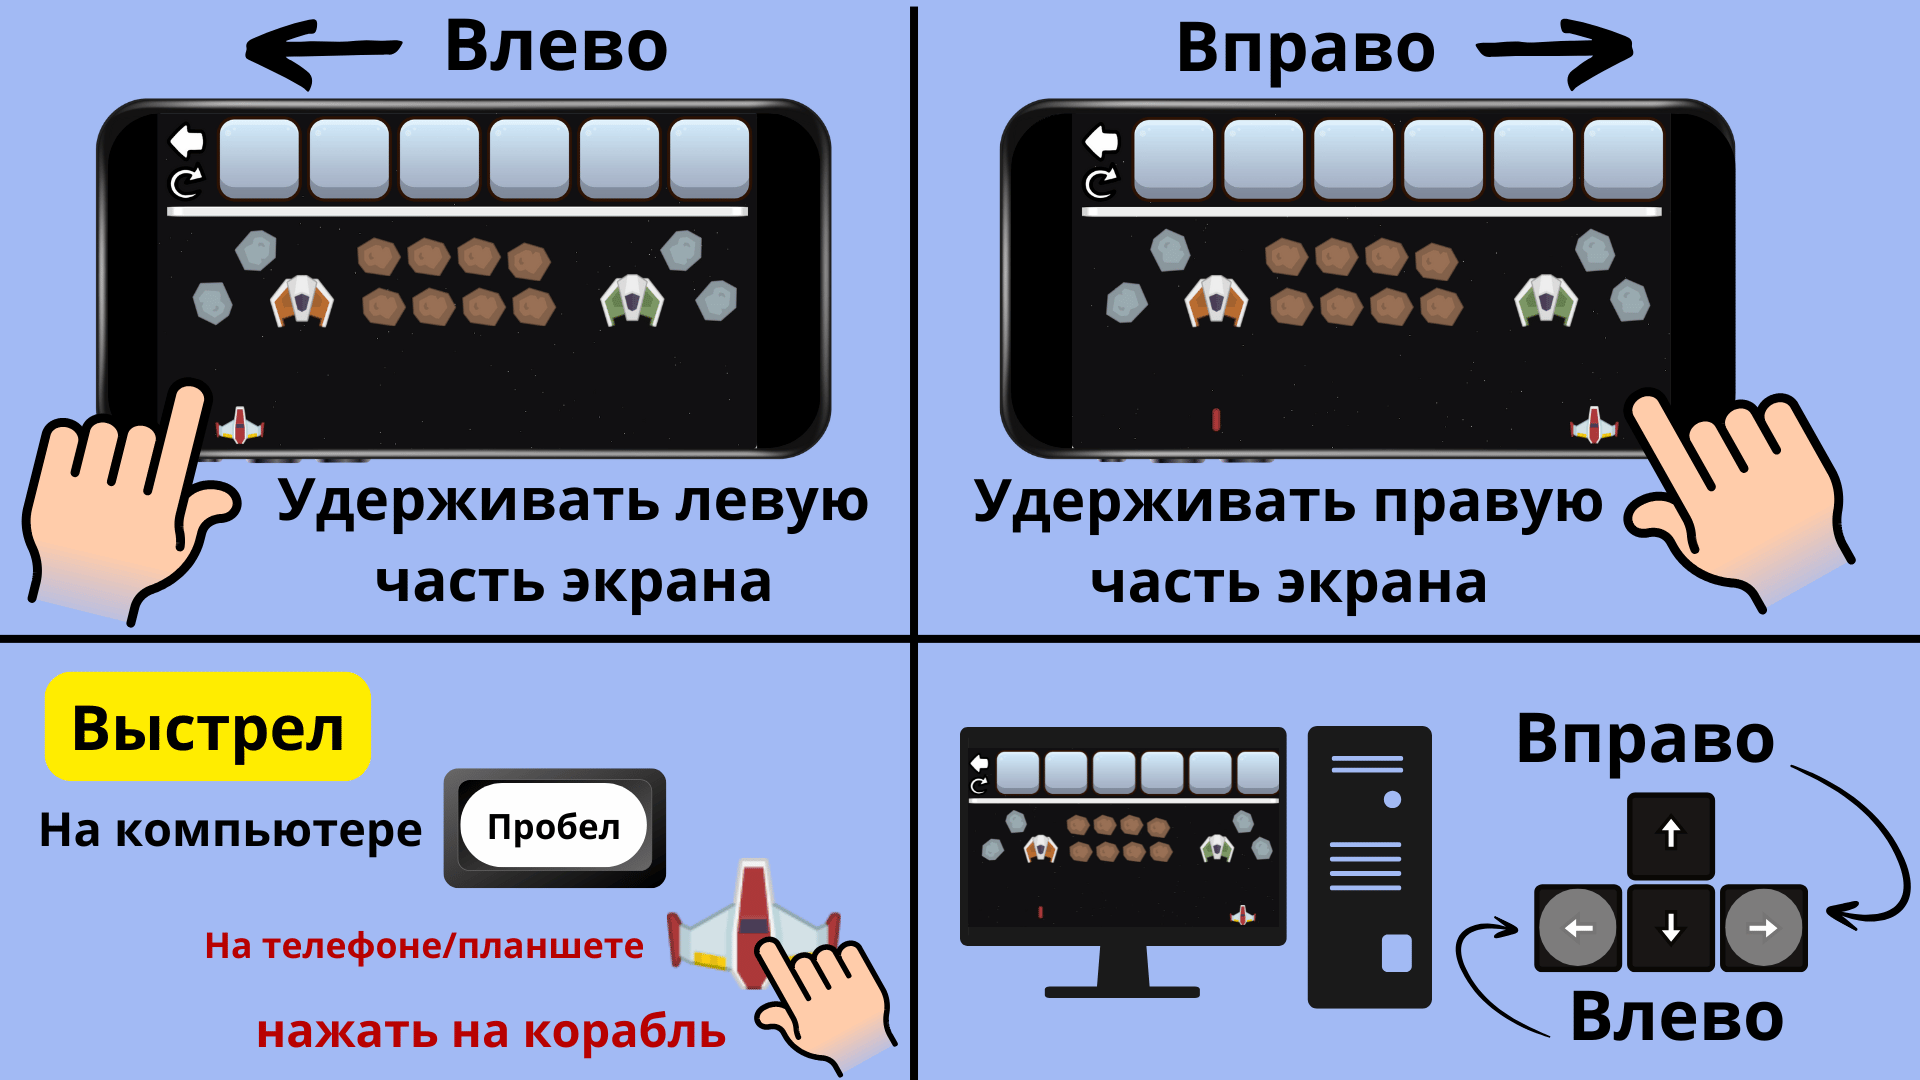 Влево
Удерживать левую
часть экрана
Вправо
Удерживать правую
часть экрана
Выстрел
На компьютере
Пробел
На телефоне/планшете
нажать на корабль
Вправо
Влево